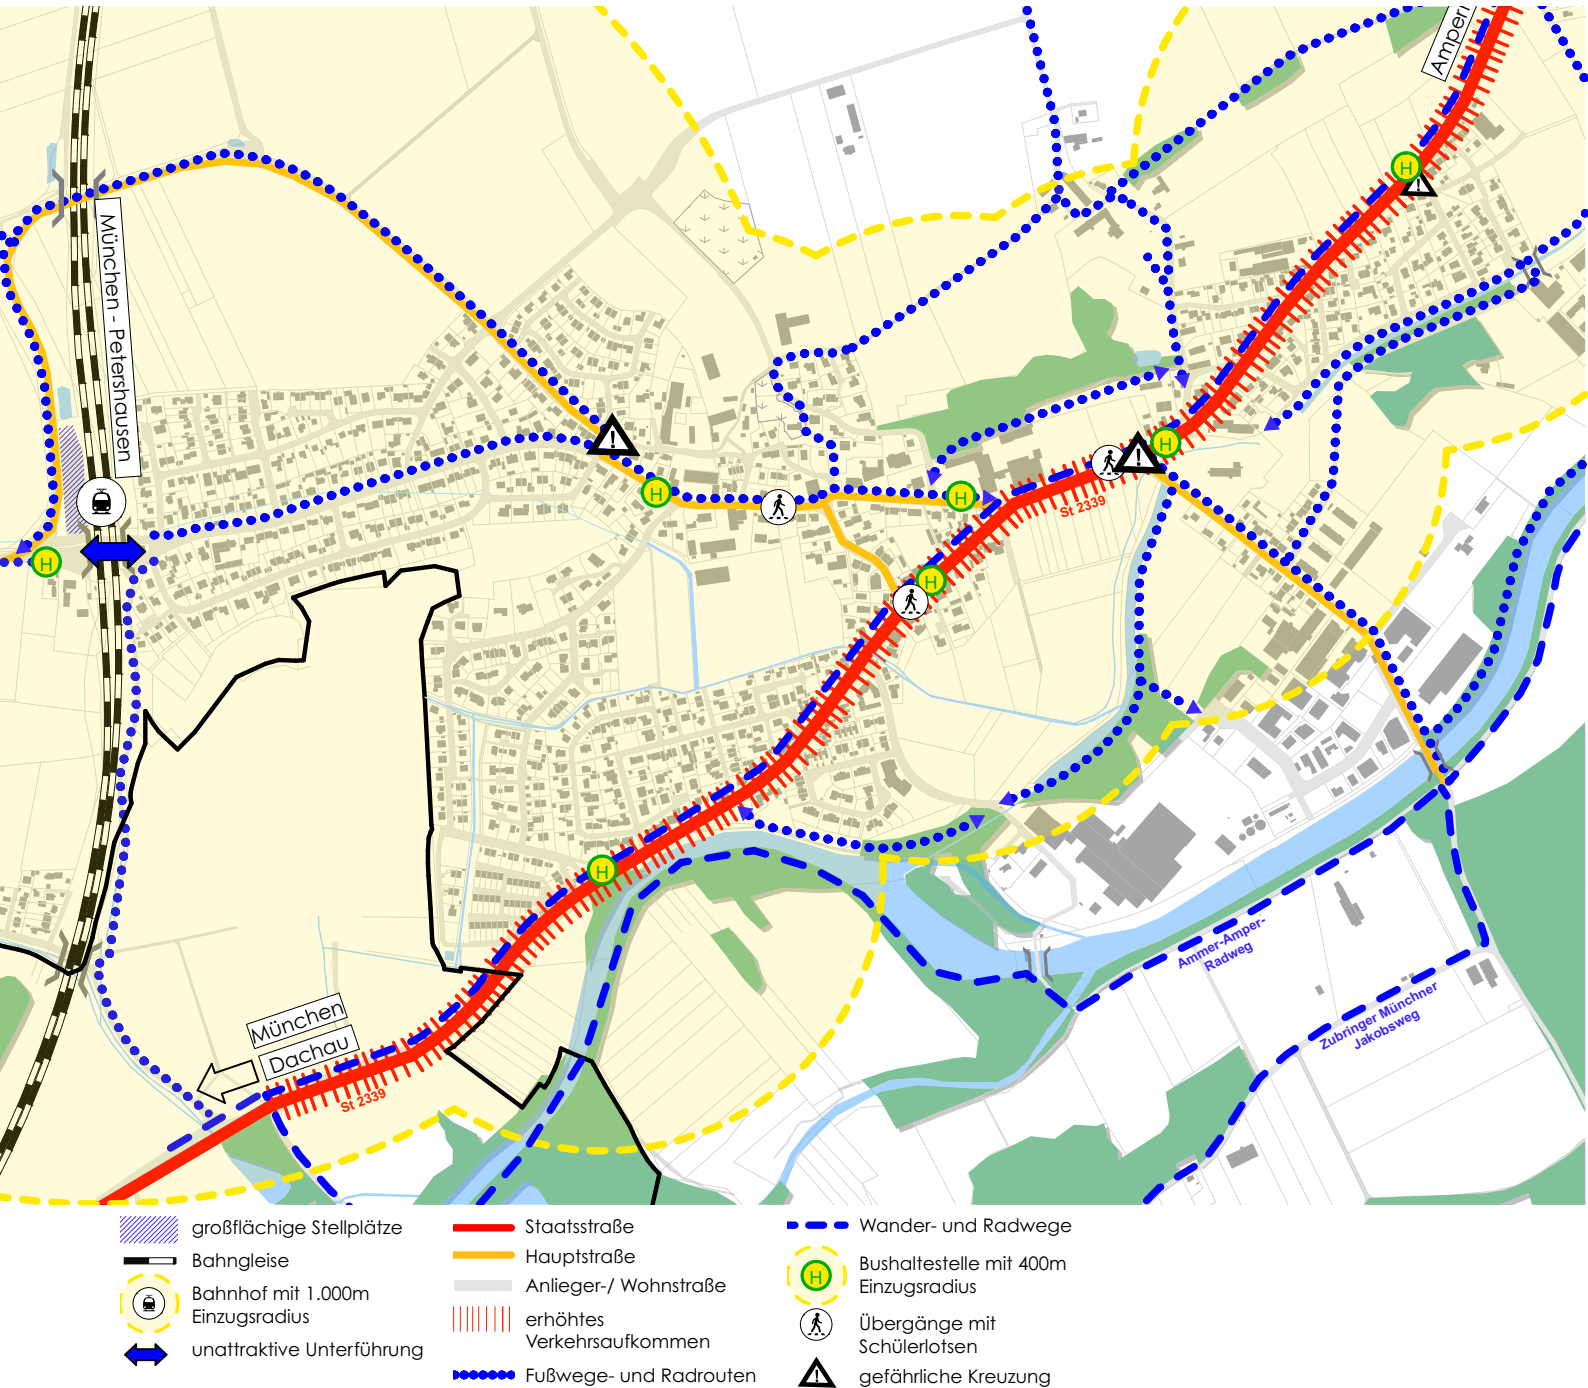 Amperi
H
München - Petershausen
H
H
St 2339
H
H
H
H
Ammer-Amper-
Radweg
Zubringer Münchner
Jakobsweg
München
Dachau
St 2339
großflächige Stellplätze
Bahngleise
Bahnhof mit 1.000m
Einzugsradius
unattraktive Unterführung
Staatsstraße
Hauptstraße
Anlieger-/ Wohnstraße
erhöhtes
Verkehrsaufkommen
Fußwege- und Radrouten
Wander- und Radwege
H
Bushaltestelle mit 400m
Einzugsradius
Übergänge mit
Schülerlotsen
gefährliche Kreuzung